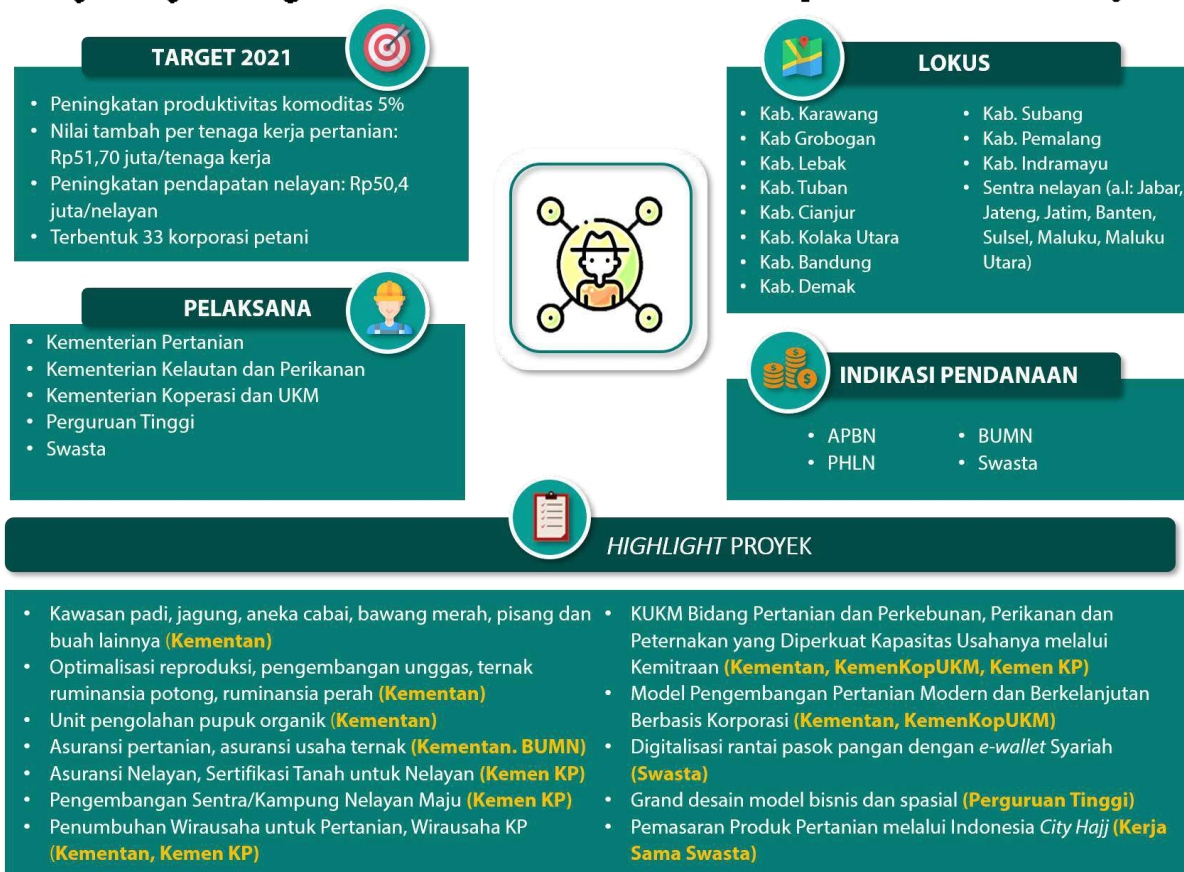 TARGET 2021
• Peningkatan produktivitas komoditas 5%
• Nilai tambah per tenaga kerja pertanian:
Rp51,70 juta/tenaga kerja
• Peningkatan pendapatan nelayan: Rp50,4
juta/nelayan
• Terbentuk 33 korporasi petani
PELAKSANA
• Kementerian Pertanian
• Kementerian Kelautan dan Perikanan
• Kementerian Koperasi dan UKM
• Perguruan Tinggi
• Swasta
LOKUS
• Kab. Karawang
• Kab Grobogan
• Kab. Lebak
• Kab. Tuban
• Kab. Cianjur
• Kab. Kolaka Utara
• Kab. Bandung
• Kab. Demak
• Kab. Subang
• Kab. Pemalang
• Kab. Indramayu
• Sentra nelayan (a.l: Jabar,
Jateng, Jatim, Banten,
Sulsel, Maluku, Maluku
Utara)
INDIKASI PENDANAAN
• APBN
• PHLN
• BUMN
• Swasta
HIGHLIGHT PROYEK
• Kawasan padi, jagung, aneka cabai, bawang merah, pisang dan
buah lainnya (Kementan)
• Optimalisasi reproduksi, pengembangan unggas, ternak
ruminansia potong, ruminansia perah (Kementan)
• Unit pengolahan pupuk organik (Kementan)
• Asuransi pertanian, asuransi usaha ternak (Kementan. BUMN)
• Asuransi Nelayan, Sertifikasi Tanah untuk Nelayan (Kemen KP)
• Pengembangan Sentra/Kampung Nelayan Maju (Kemen KP)
• Penumbuhan Wirausaha untuk Pertanian, Wirausaha KP
(Kementan, Kemen KP)
• KUKM Bidang Pertanian dan Perkebunan, Perikanan dan
Peternakan yang Diperkuat Kapasitas Usahanya melalui
Kemitraan (Kementan, KemenKopUKM, Kemen KP)
• Model Pengembangan Pertanian Modern dan Berkelanjutan
Berbasis Korporasi (Kementan, KemenKopUKM)
• Digitalisasi rantai pasok pangan dengan e-wallet Syariah
(Swasta)
• Grand desain model bisnis dan spasial (Perguruan Tinggi)
• Pemasaran Produk Pertanian melalui Indonesia City Hajj (Kerja
Sama Swasta)